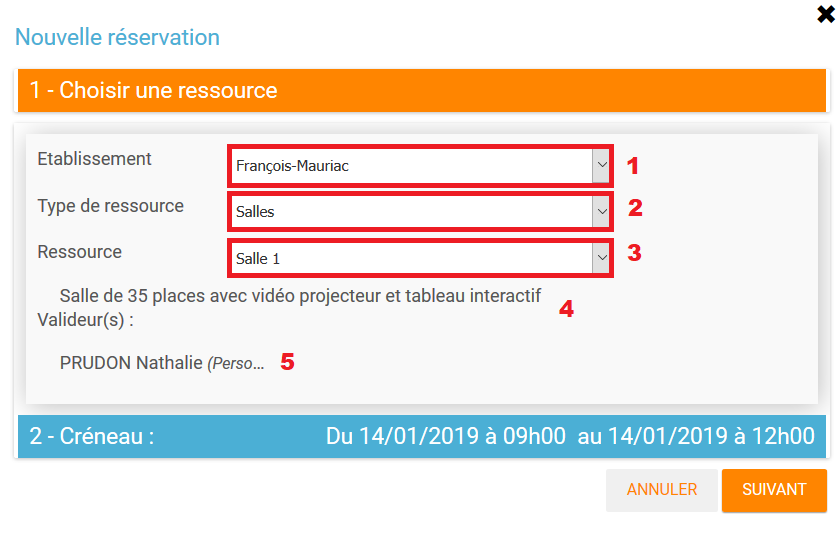 Nouvelle réservation
1 - Choisir une ressource
Etablissement François-Mauriac 1
Type de ressource Salles 2
Ressource Salle 1 3
Salle de 35 places avec vidéo projecteur et tableau interactif 4
Valideur(s) :
PRUDON Nathalie (Perso... 5
2 - Créneau : Du 14/01/2019 à 09h00 au 14/01/2019 à 12h00
ANNULER SUIVANT